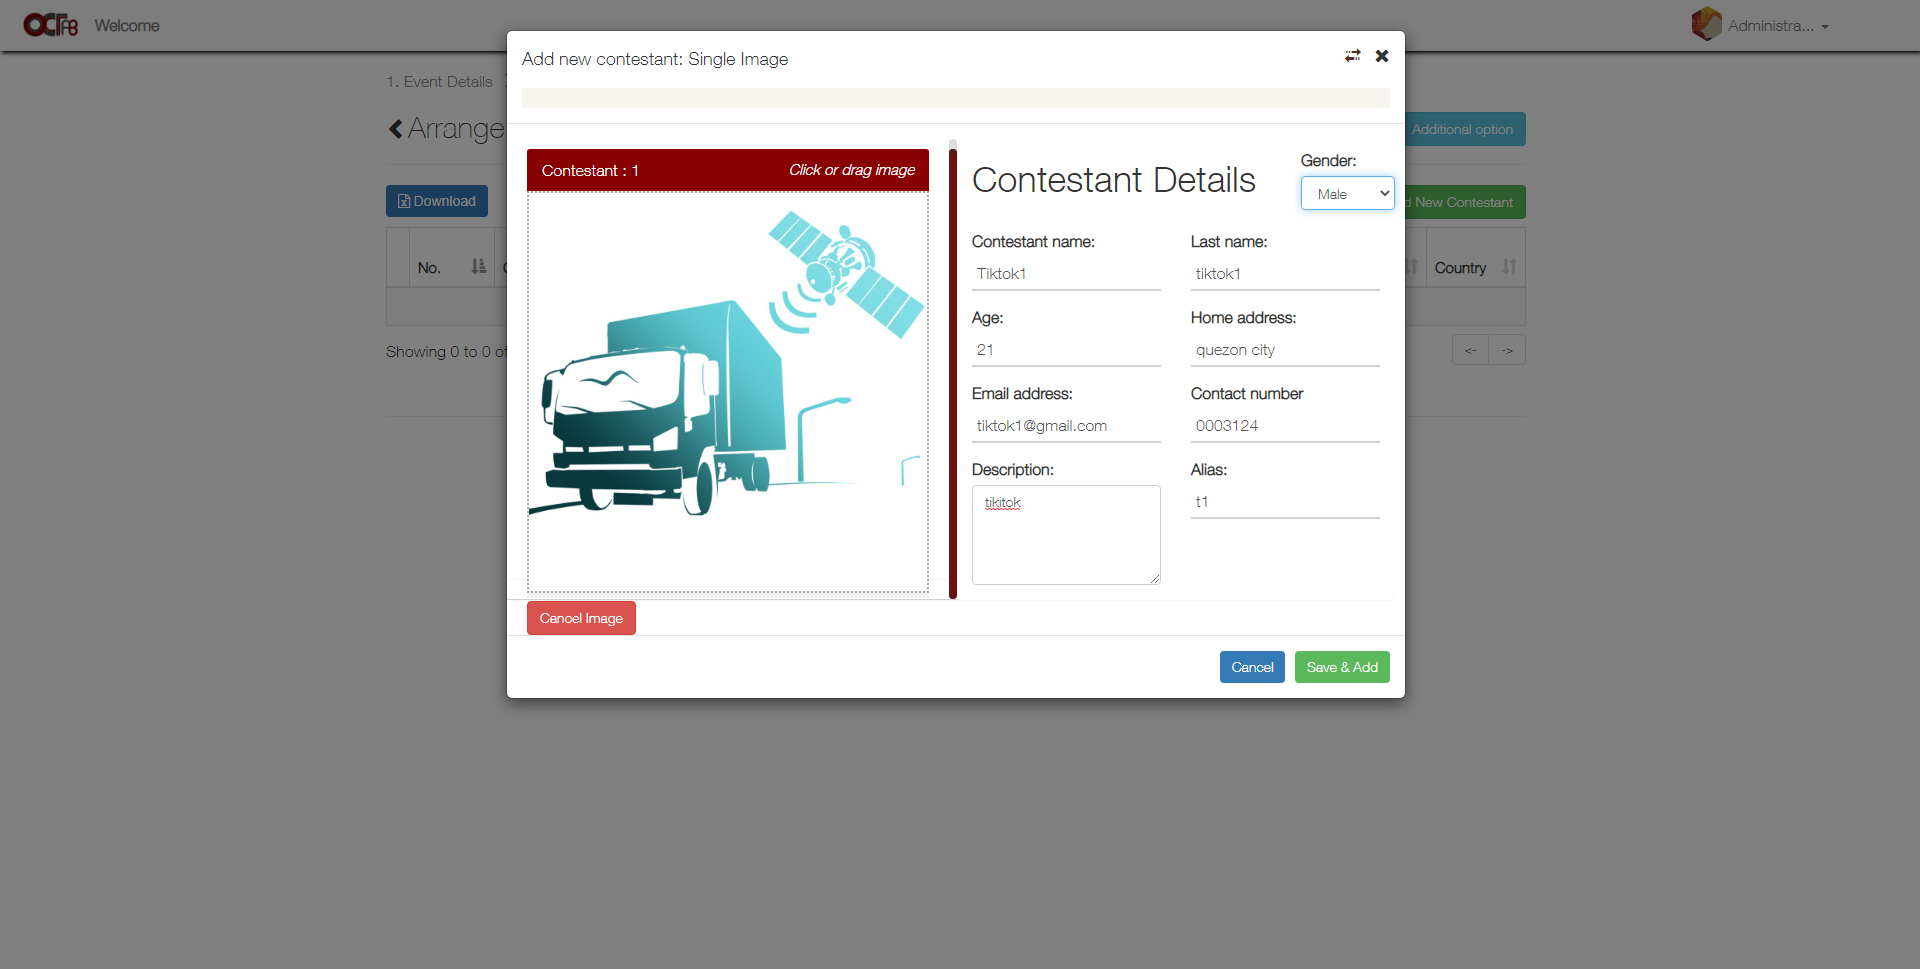 OCTAB
Welcome
Administra...
1. Event Details
Arrange
Additional option
Download
New Contestant
No.
Country
Showing 0 to 0 of
<-
->
Add new contestant: Single Image
Contestant : 1
Click or drag image
Contestant Details
Gender:
Male
Contestant name:
Last name:
Tiktok1
tiktok1
Age:
Home address:
21
quezon city
Email address:
Contact number
tiktok1@gmail.com
0003124
Description:
Alias:
tikitok
t1
Cancel Image
Cancel
Save & Add